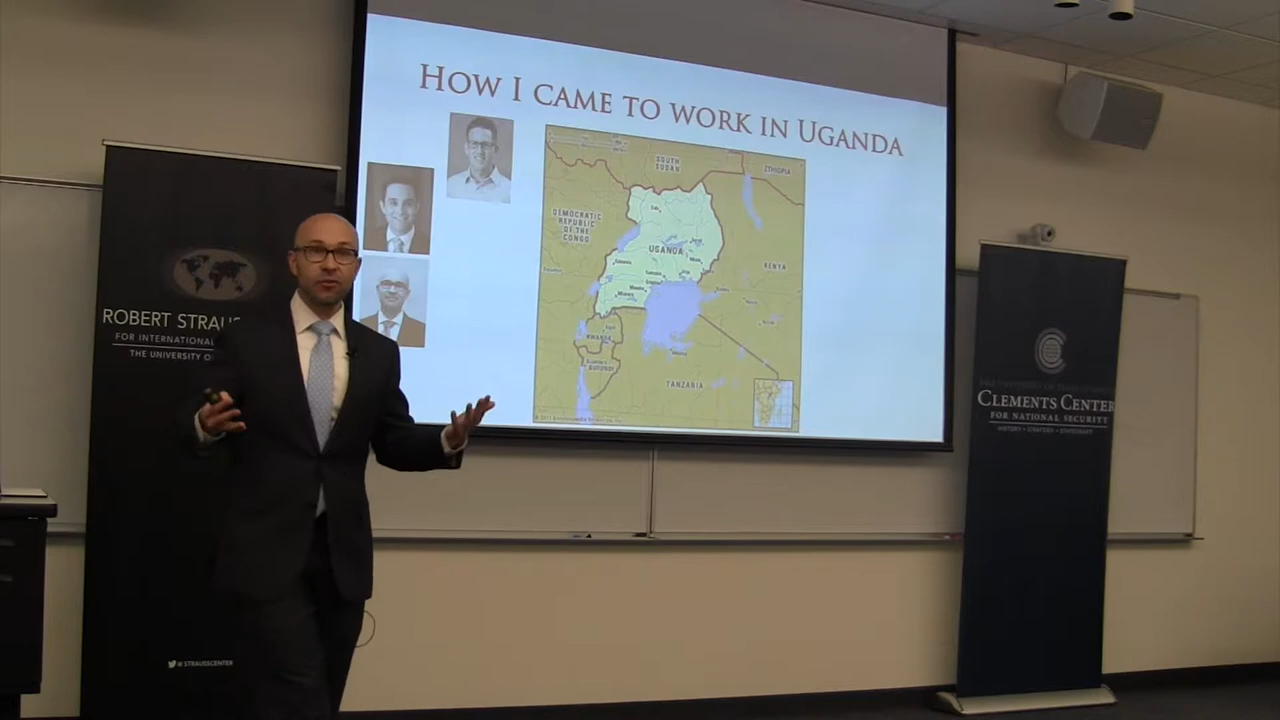 HOW I CAME TO WORK IN UGANDA
SOUTH
SUDAN
ETHIOPIA
DEMOCRATIC
REPUBLIC
OF THE
CONGO
UGANDA
KENYA
RWANDA
BURUNDI
TANZANIA
ROBERT STRAUS
FOR INTERNATIONAL
THE UNIVERSITY O
@STRAUSSCENTER
CLEMENTS CENTER
FOR NATIONAL SECURITY
HISTORY • STRATEGY • STATECRAFT